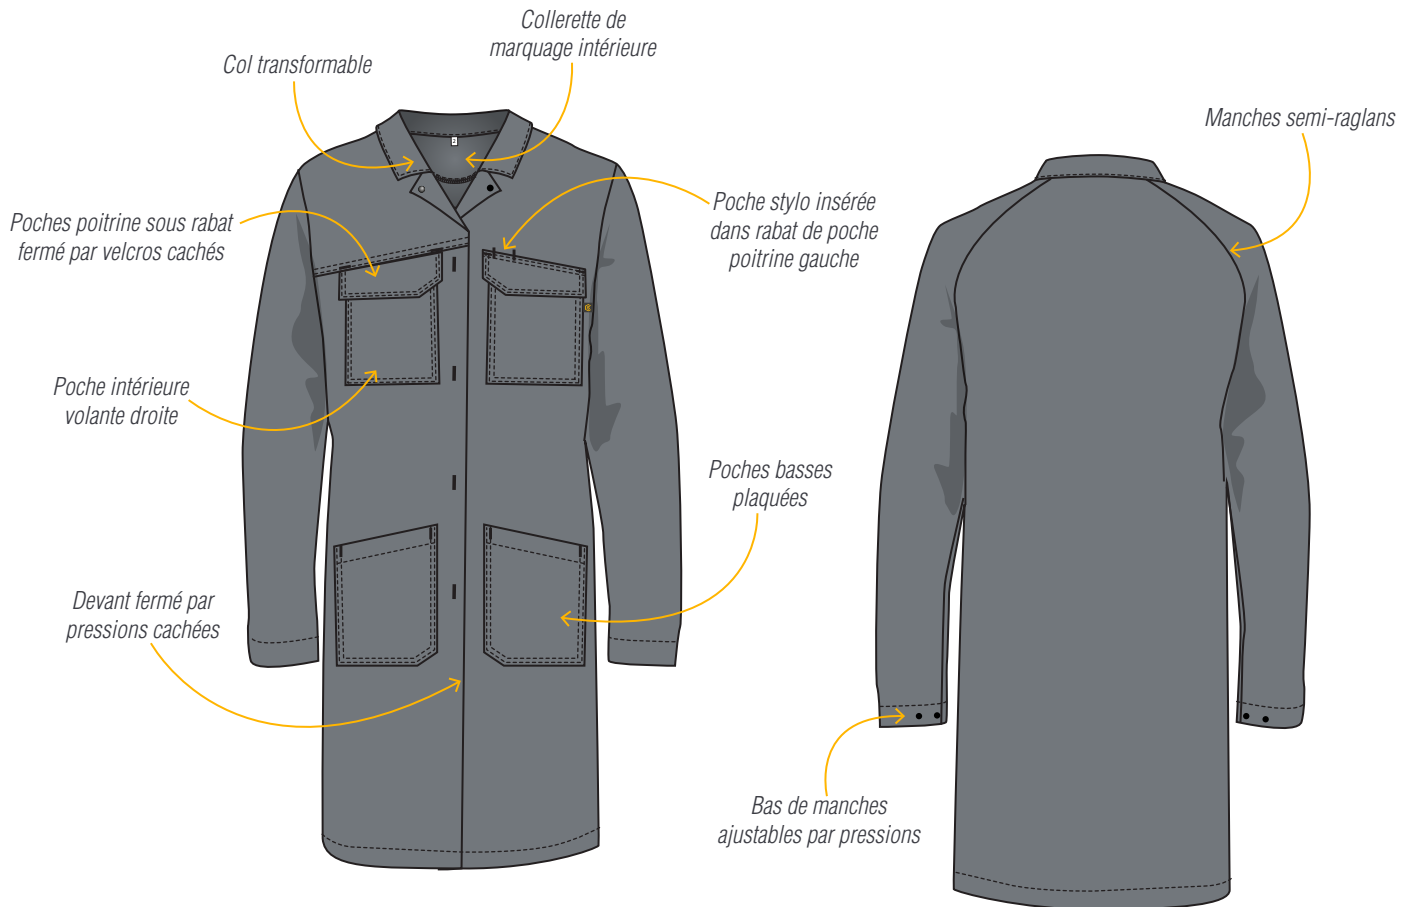 Collerette de
marquage intérieure
Col transformable
Manches semi-raglans
Poches poitrine sous rabat
fermé par velcros cachés
Poche stylo insérée
dans rabat de poche
poitrine gauche
Poche intérieure
volante droite
Poches basses
plaquées
Devant fermé par
pressions cachées
Bas de manches
ajustables par pressions